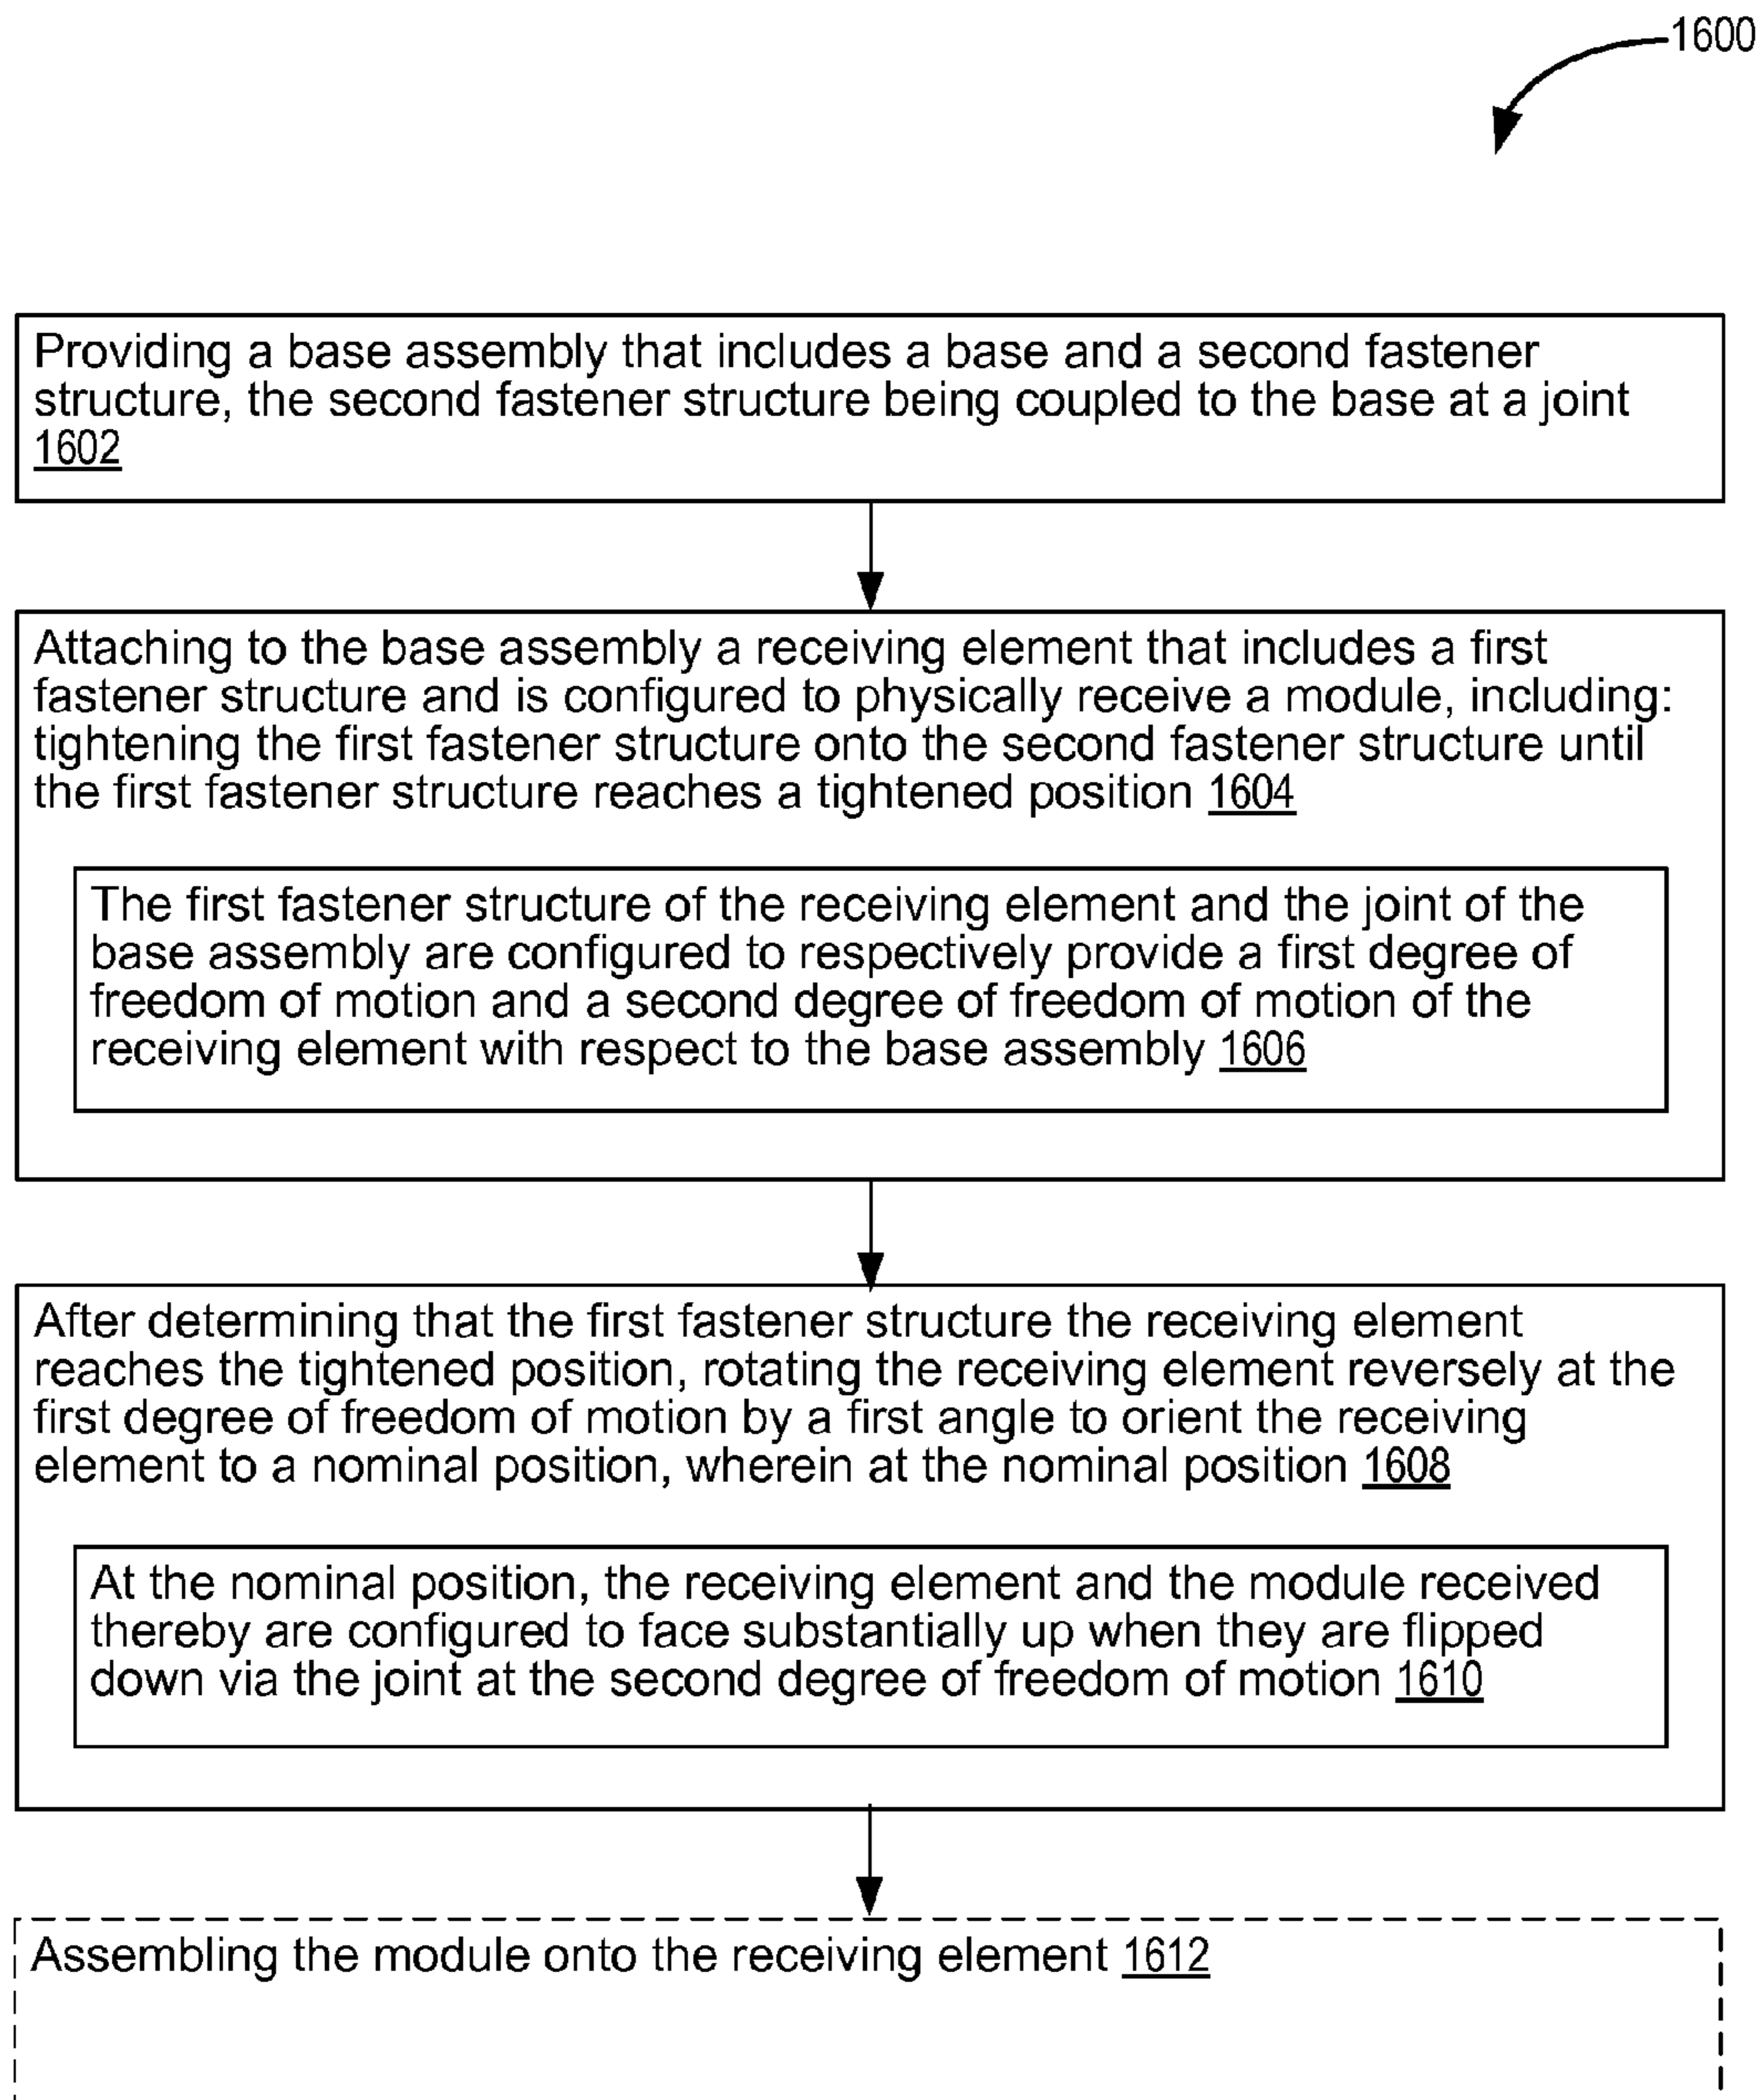 1600
Providing a base assembly that includes a base and a second fastener
structure, the second fastener structure being coupled to the base at a joint
1602
Attaching to the base assembly a receiving element that includes a first
fastener structure and is configured to physically receive a module, including:
tightening the first fastener structure onto the second fastener structure until
the first fastener structure reaches a tightened position 1604
The first fastener structure of the receiving element and the joint of the
base assembly are configured to respectively provide a first degree of
freedom of motion and a second degree of freedom of motion of the
receiving element with respect to the base assembly 1606
After determining that the first fastener structure the receiving element
reaches the tightened position, rotating the receiving element reversely at the
first degree of freedom of motion by a first angle to orient the receiving
element to a nominal position, wherein at the nominal position 1608
At the nominal position, the receiving element and the module received
thereby are configured to face substantially up when they are flipped
down via the joint at the second degree of freedom of motion 1610
Assembling the module onto the receiving element 1612